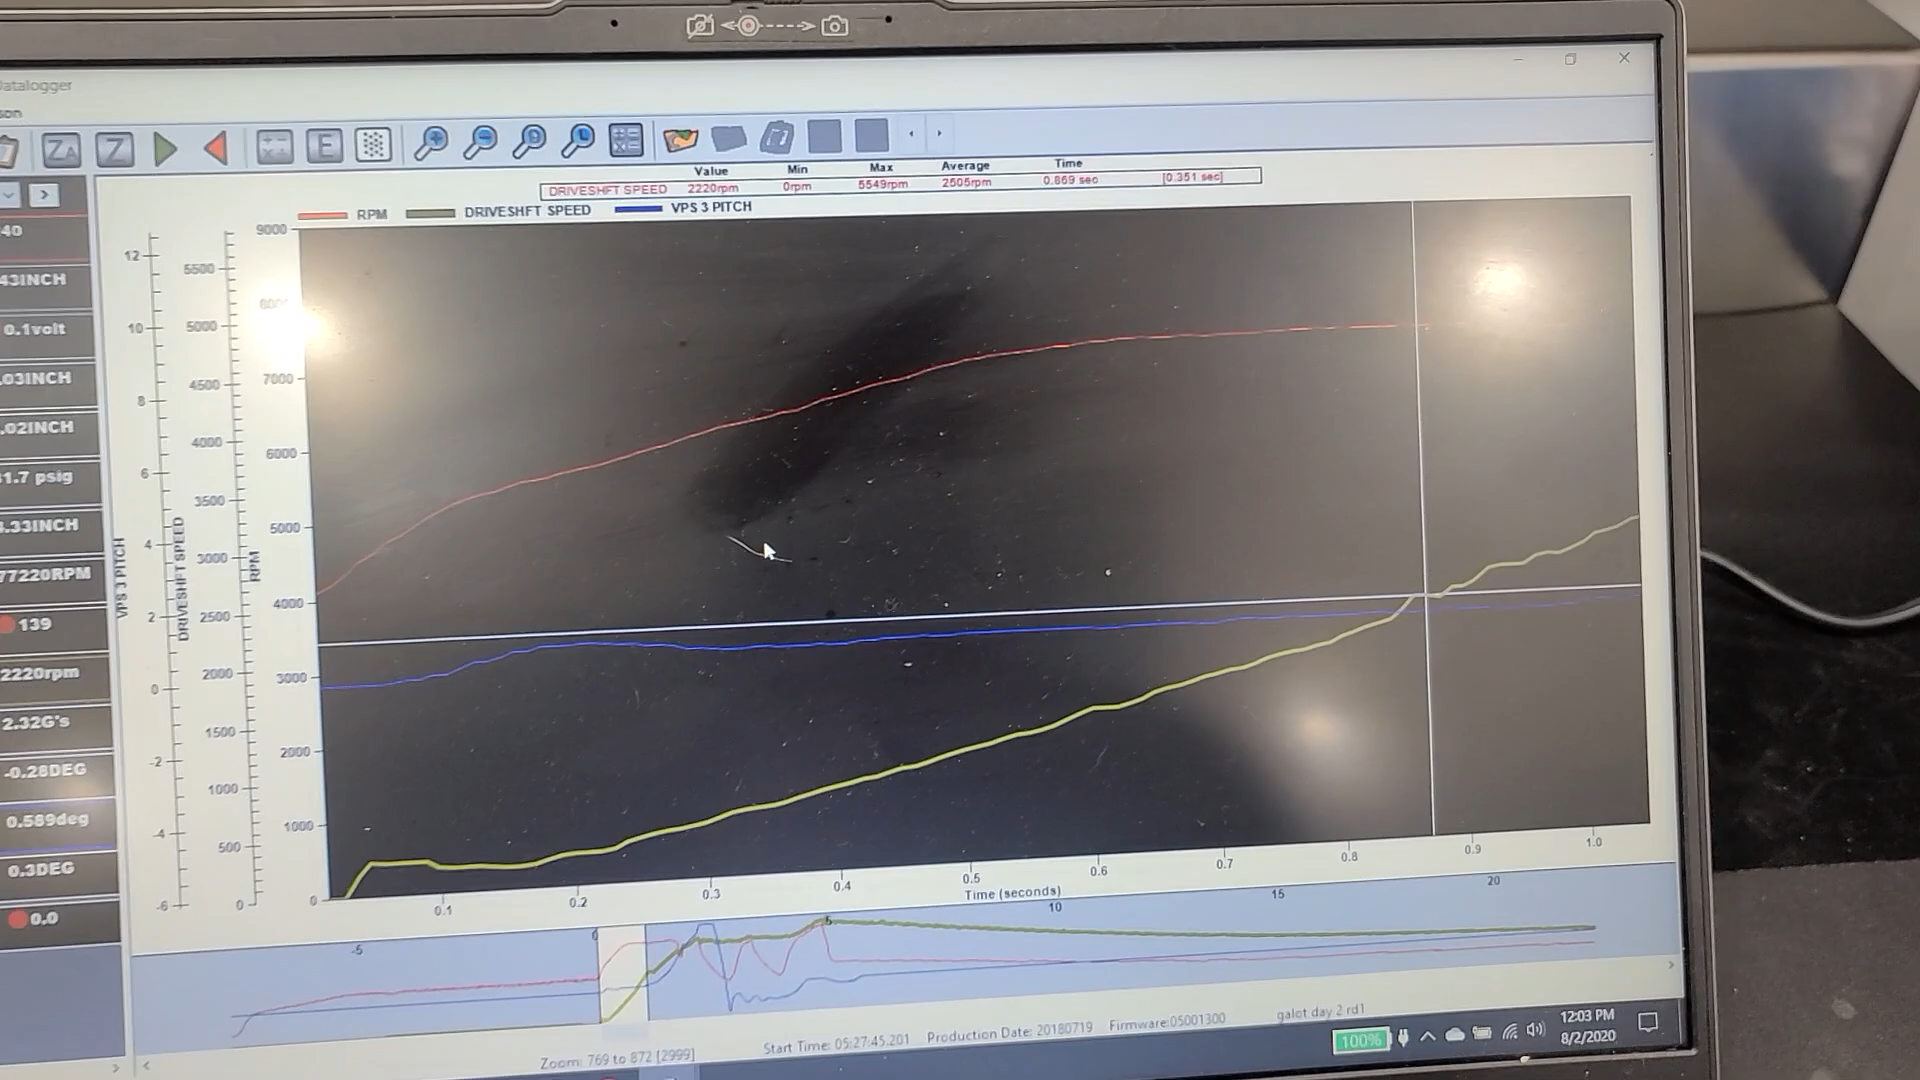 Datalogger
son
ZA Z E
Value Min Max Average Time
DRIVESHFT SPEED 2220rpm 0rpm 5549rpm 2505rpm 0.869 sec [0.351 sec]
RPM DRIVESHFT SPEED VPS 3 PITCH
40
43INCH
0.1volt
.03INCH
.02INCH
1.7 psig
.33INCH
77220RPM
139
2220rpm
2.32G's
-0.28DEG
0.589deg
0.3DEG
0.0
VPS 3 PITCH
12
10
8
6
4
2
0
-2
-4
-6
DRIVESHFT SPEED
5500
5000
4500
4000
3500
3000
2500
2000
1500
1000
500
0
RPM
9000
8000
7000
6000
5000
4000
3000
2000
1000
0
0.1 0.2 0.3 0.4 0.5 0.6 0.7 0.8 0.9 1.0
Time (seconds)
-5 0 5 10 15 20
Zoom: 769 to 872 [2999] Start Time: 05:27:45.201 Production Date: 20180719 Firmware:05001300 galot day 2 rd1
100% 12:03 PM
8/2/2020